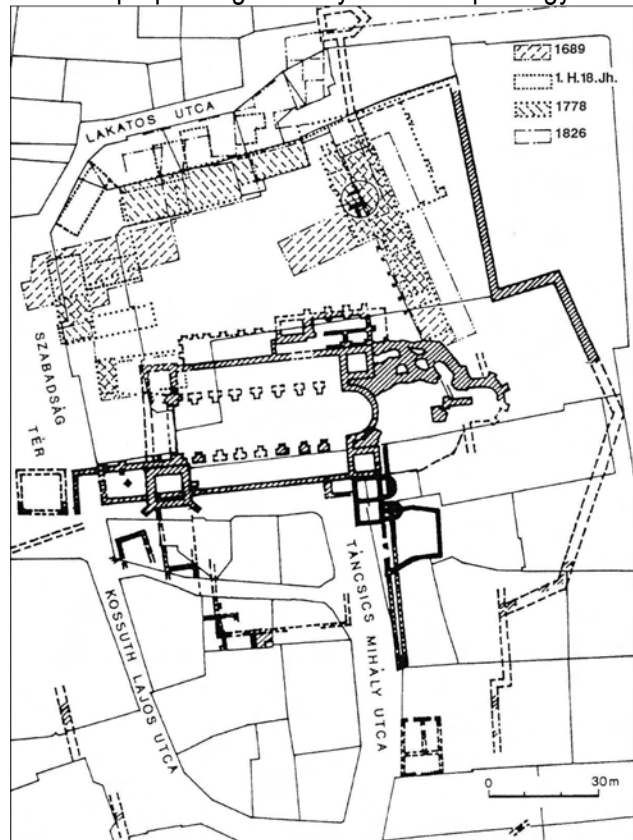 1689
1. H.18.Jh.
1778
1826
LAKATOS UTCA
SZABADSÁG
TÉR
KOSSUTH LAJOS UTCA
TÁNCSICS MIHÁLY UTCA
0 30m